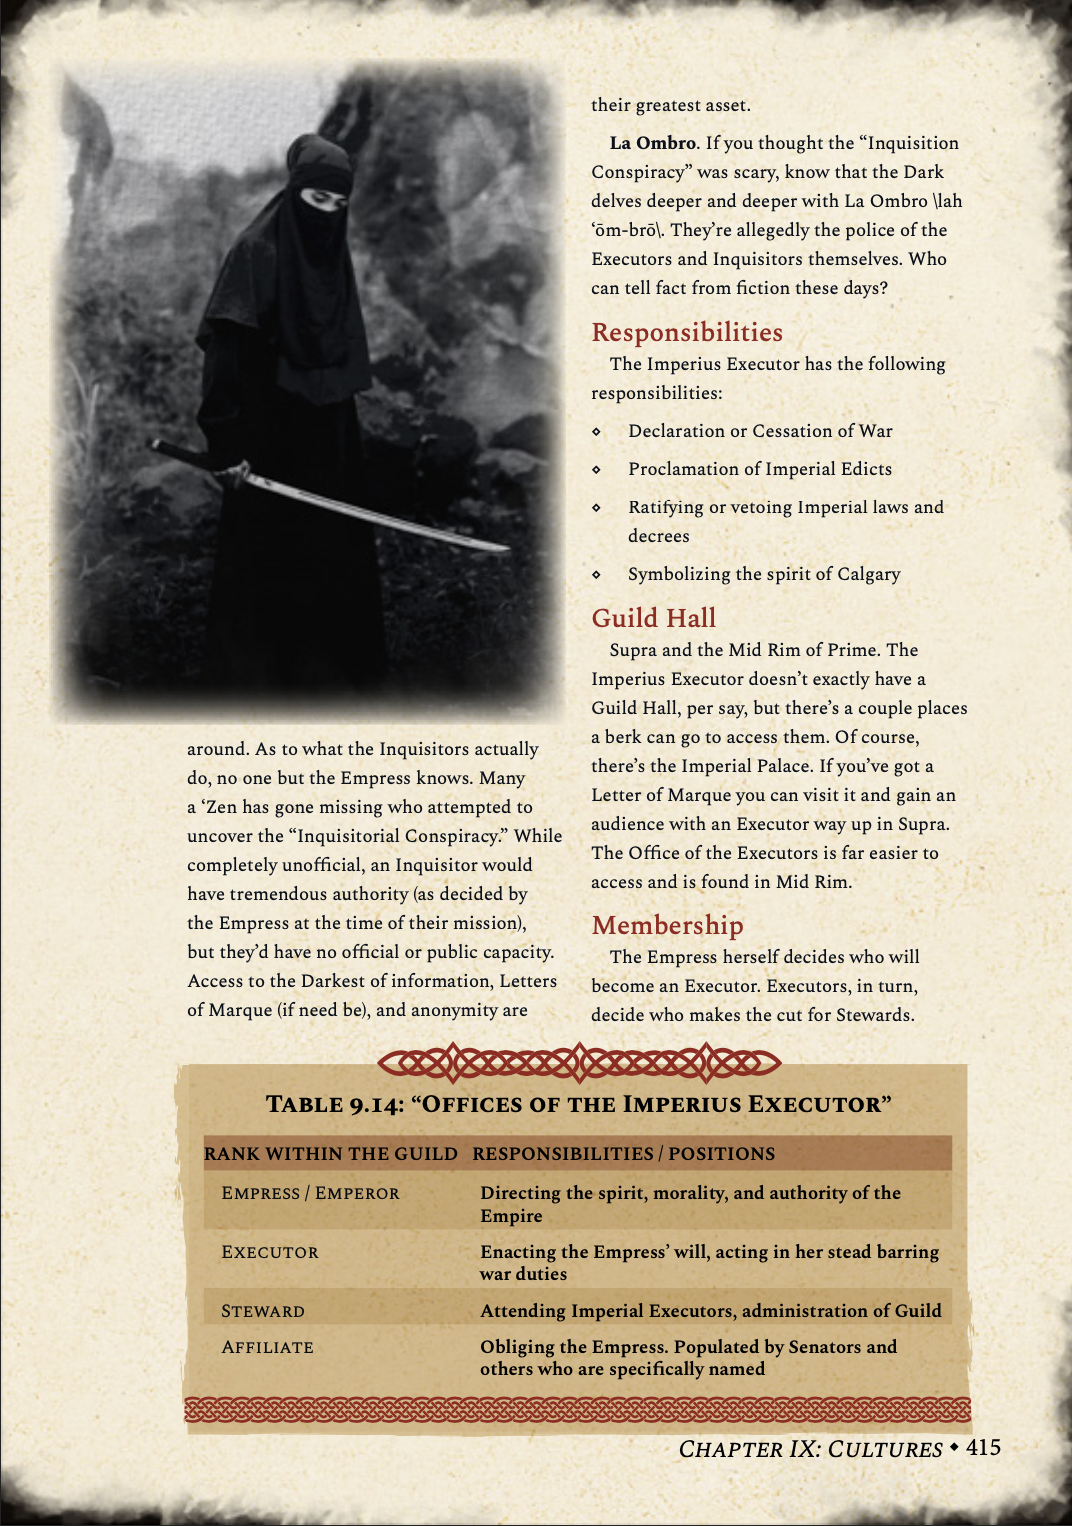 around. As to what the Inquisitors actually
do, no one but the Empress knows. Many
a ‘Zen has gone missing who attempted to
uncover the “Inquisitorial Conspiracy.” While
completely unofficial, an Inquisitor would
have tremendous authority (as decided by
the Empress at the time of their mission),
but they’d have no official or public capacity.
Access to the Darkest of information, Letters
of Marque (if need be), and anonymity are
their greatest asset.
La Ombro. If you thought the “Inquisition
Conspiracy” was scary, know that the Dark
delves deeper and deeper with La Ombro \lah
‘ōm-brō\. They’re allegedly the police of the
Executors and Inquisitors themselves. Who
can tell fact from fiction these days?
Responsibilities
The Imperius Executor has the following
responsibilities:
⋄ Declaration or Cessation of War
⋄ Proclamation of Imperial Edicts
⋄ Ratifying or vetoing Imperial laws and
decrees
⋄ Symbolizing the spirit of Calgary
Guild Hall
Supra and the Mid Rim of Prime. The
Imperius Executor doesn’t exactly have a
Guild Hall, per say, but there’s a couple places
a berk can go to access them. Of course,
there’s the Imperial Palace. If you’ve got a
Letter of Marque you can visit it and gain an
audience with an Executor way up in Supra.
The Office of the Executors is far easier to
access and is found in Mid Rim.
Membership
The Empress herself decides who will
become an Executor. Executors, in turn,
decide who makes the cut for Stewards.
Table 9.14: “Offices of the Imperius Executor”
RANK WITHIN THE GUILD RESPONSIBILITIES / POSITIONS
Empress / Emperor Directing the spirit, morality, and authority of the
Empire
Executor Enacting the Empress’ will, acting in her stead barring
war duties
Steward Attending Imperial Executors, administration of Guild
Affiliate Obliging the Empress. Populated by Senators and
others who are specifically named
Chapter IX: Cultures ◆ 415